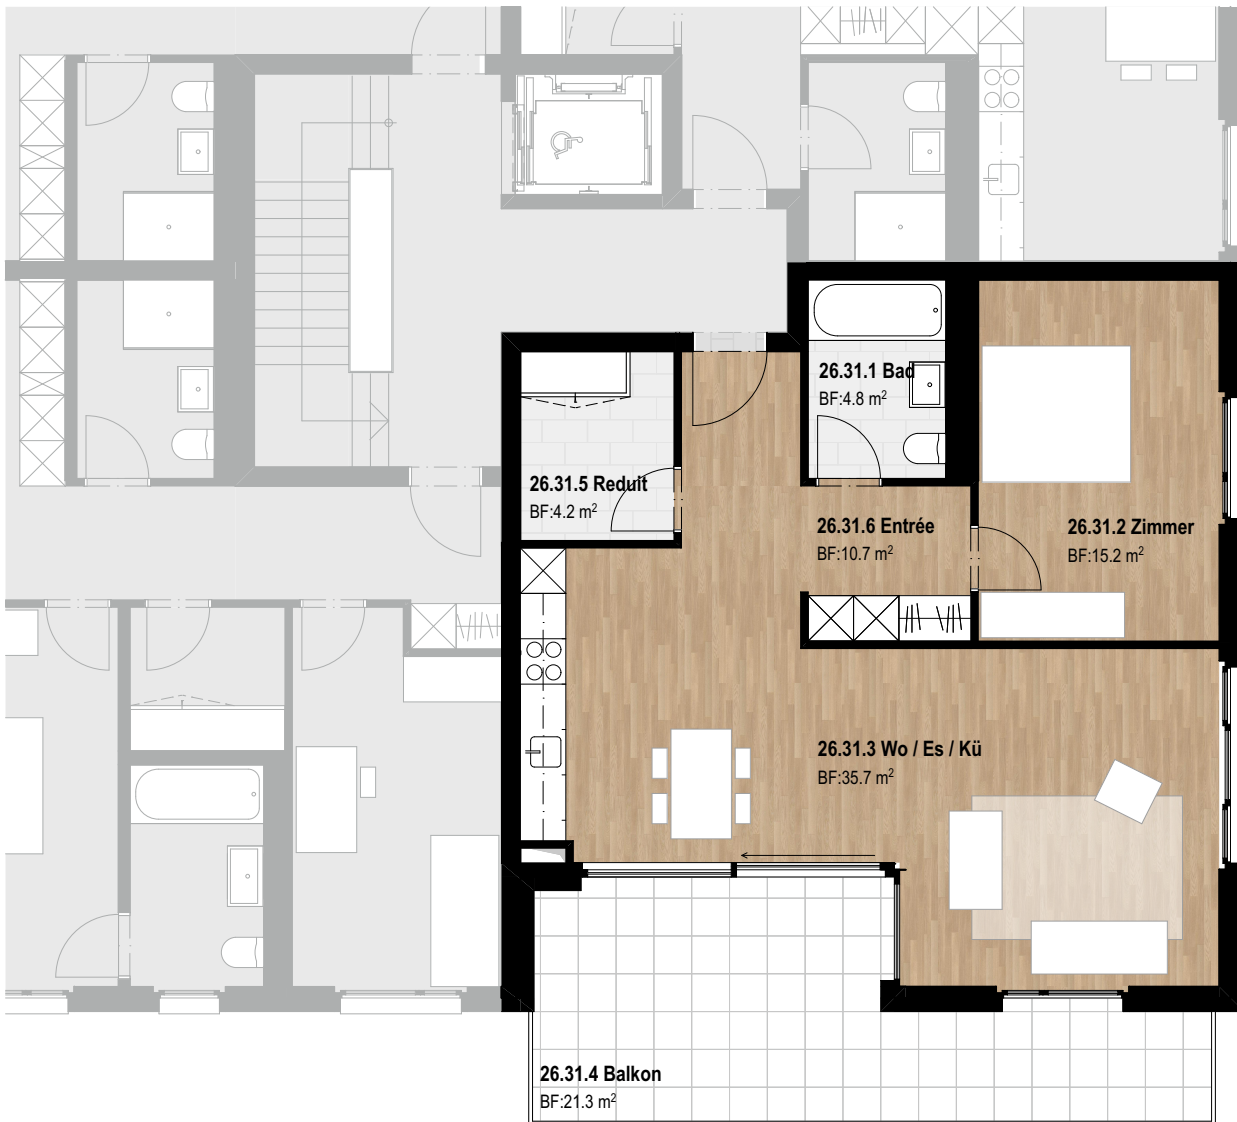 26.31.1 Bad
BF:4.8 m²
26.31.5 Reduit
BF:4.2 m²
26.31.6 Entrée
BF:10.7 m²
26.31.2 Zimmer
BF:15.2 m²
26.31.3 Wo / Es / Kü
BF:35.7 m²
26.31.4 Balkon
BF:21.3 m²